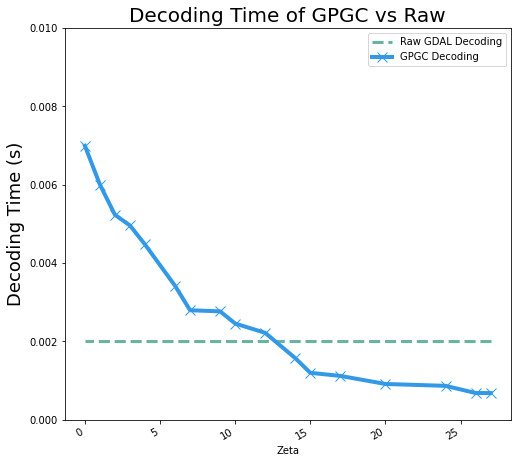 Decoding Time of GPGC vs Raw
Raw GDAL Decoding
GPGC Decoding
Decoding Time (s)
0.010
0.008
0.006
0.004
0.002
0.000
0 5 10 15 20 25
Zeta